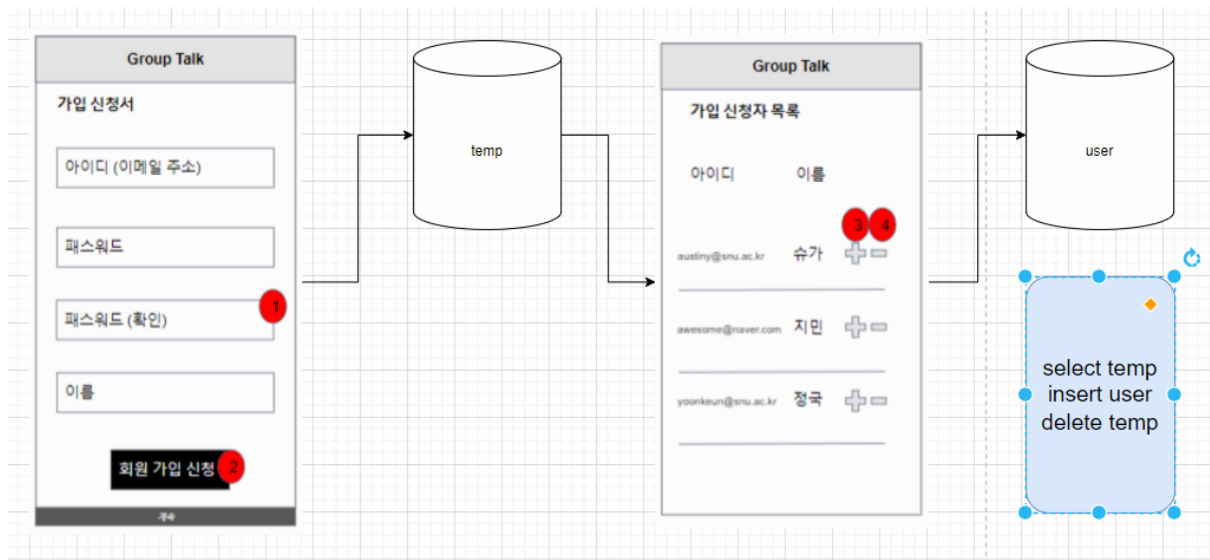 Group Talk
가입 신청서
아이디 (이메일 주소)
패스워드
패스워드 (확인)
1
이름
회원 가입 신청
2
temp
Group Talk
가입 신청자 목록
아이디 이름
3 4
austiny@snu.ac.kr 슈가
awesome@naver.com 지민
yoonkeun@snu.ac.kr 정국
user
select temp
insert user
delete temp